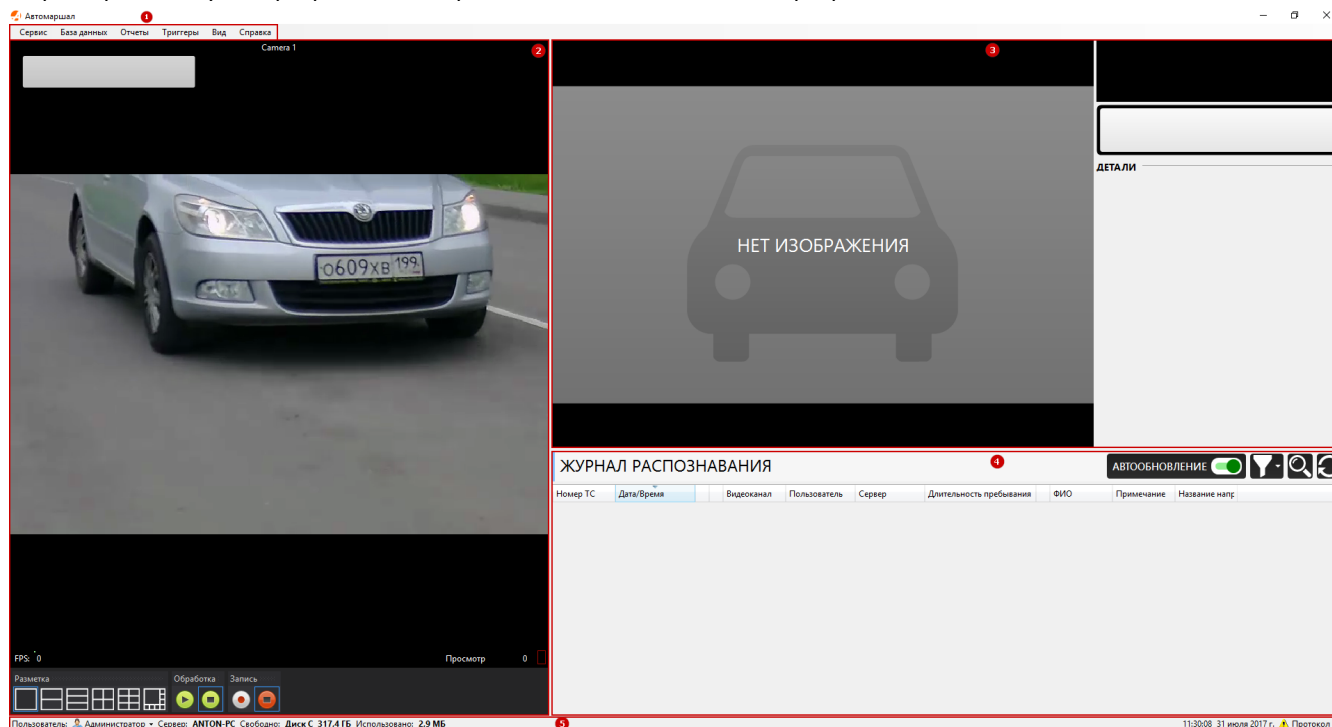 Автомаршал
1
Сервис База данных Отчеты Триггеры Вид Справка
Camera 1
2
о609хв 199
FPS: 0
Просмотр 0
Разметка Обработка Запись
3
НЕТ ИЗОБРАЖЕНИЯ
ДЕТАЛИ
ЖУРНАЛ РАСПОЗНАВАНИЯ
4
АВТООБНОВЛЕНИЕ
Номер ТС Дата/Время Видеоканал Пользователь Сервер Длительность пребывания ФИО Примечание Название напр
Пользователь: Администратор Сервер: ANTON-PC Свободно: Диск C 317.4 ГБ Использовано: 2.9 МБ
5
11:30:08 31 июля 2017 г. Протокол